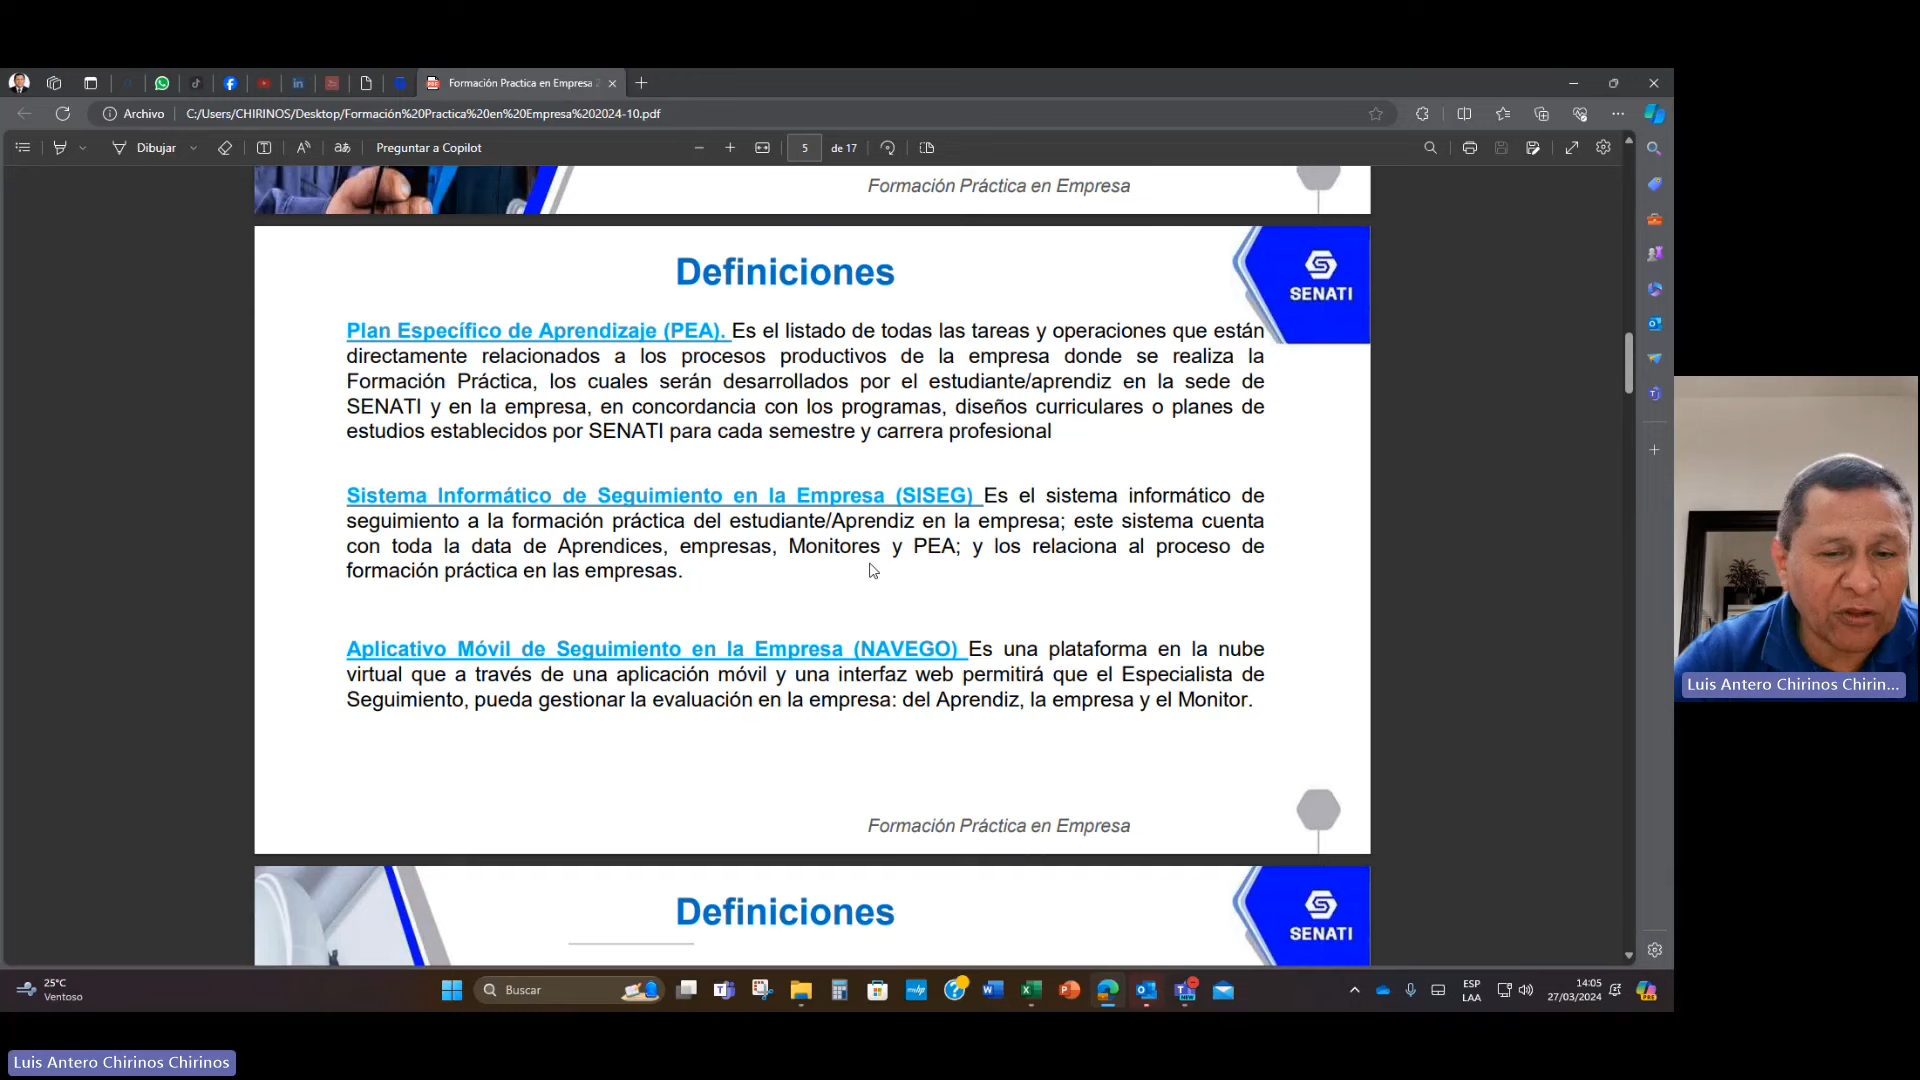 Formación Practica en Empresa 2
Archivo C:/Users/CHIRINOS/Desktop/Formación%20Practica%20en%20Empresa%202024-10.pdf
Dibujar Preguntar a Copilot 5 de 17
Formación Práctica en Empresa
Definiciones
SENATI
Plan Específico de Aprendizaje (PEA). Es el listado de todas las tareas y operaciones que están
directamente relacionados a los procesos productivos de la empresa donde se realiza la
Formación Práctica, los cuales serán desarrollados por el estudiante/aprendiz en la sede de
SENATI y en la empresa, en concordancia con los programas, diseños curriculares o planes de
estudios establecidos por SENATI para cada semestre y carrera profesional
Sistema Informático de Seguimiento en la Empresa (SISEG) Es el sistema informático de
seguimiento a la formación práctica del estudiante/Aprendiz en la empresa; este sistema cuenta
con toda la data de Aprendices, empresas, Monitores y PEA; y los relaciona al proceso de
formación práctica en las empresas.
Aplicativo Móvil de Seguimiento en la Empresa (NAVEGO) Es una plataforma en la nube
virtual que a través de una aplicación móvil y una interfaz web permitirá que el Especialista de
Seguimiento, pueda gestionar la evaluación en la empresa: del Aprendiz, la empresa y el Monitor.
Formación Práctica en Empresa
Definiciones
SENATI
Luis Antero Chirinos Chirin...
25°C
Ventoso
Buscar
ESP
LAA
14:05
27/03/2024
Luis Antero Chirinos Chirinos